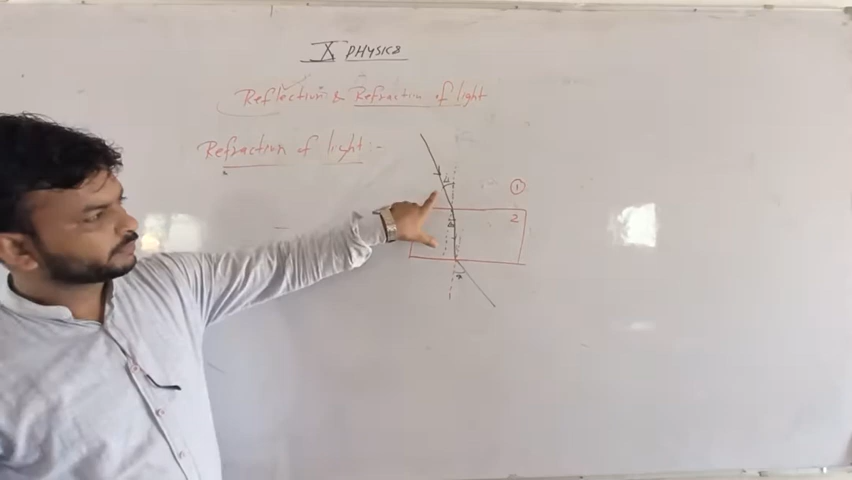 X PHYSICS
Reflection & Refraction of light
Refraction of light :-
1
2